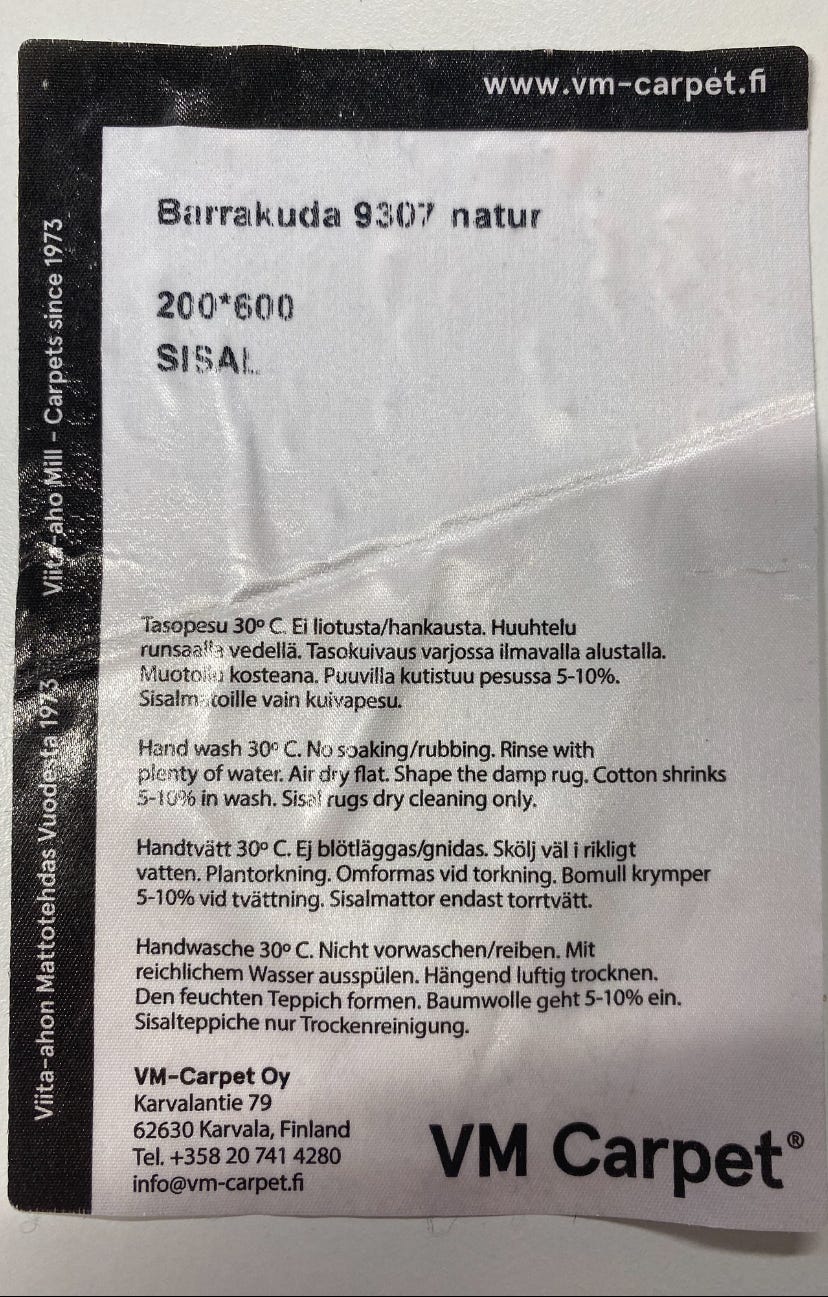 www.vm-carpet.fi
Barrakuda 9307 natur
200*600
SISAL
Tasopesu 30º C. Ei liotusta/hankausta. Huuhtelu
runsaalla vedellä. Tasokuivaus varjossa ilmavalla alustalla.
Muotoilu kosteana. Puuvilla kutistuu pesussa 5-10%.
Sisalmatoille vain kuivapesu.
Hand wash 30º C. No soaking/rubbing. Rinse with
plenty of water. Air dry flat. Shape the damp rug. Cotton shrinks
5-10% in wash. Sisal rugs dry cleaning only.
Handtvätt 30º C. Ej blötläggas/gnidas. Skölj väl i rikligt
vatten. Plantorkning. Omformas vid torkning. Bomull krymper
5-10% vid tvättning. Sisalmattor endast torrtvätt.
Handwasche 30º C. Nicht vorwaschen/reiben. Mit
reichlichem Wasser ausspülen. Hängend luftig trocknen.
Den feuchten Teppich formen. Baumwolle geht 5-10% ein.
Sisalteppiche nur Trockenreinigung.
VM-Carpet Oy
Karvalantie 79
62630 Karvala, Finland
Tel. +358 20 741 4280
info@vm-carpet.fi
VM Carpet®
Viita-ahon Mattotehdas Vuodesta 1973
Viita-aho Mill – Carpets since 1973